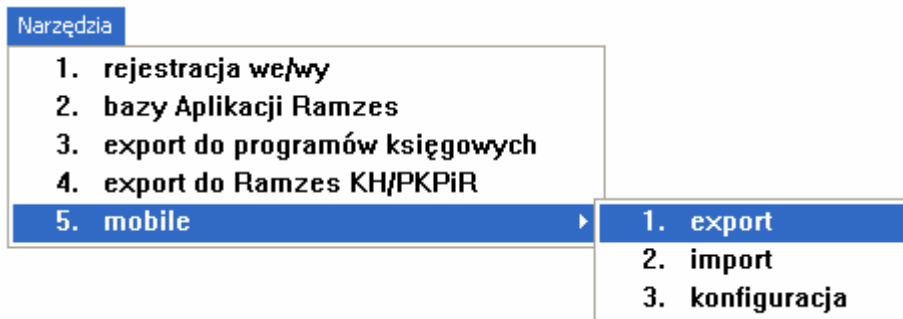 Narzędzia
1. rejestracja we/wy
2. bazy Aplikacji Ramzes
3. export do programów księgowych
4. export do Ramzes KH/PKPiR
5. mobile
1. export
2. import
3. konfiguracja